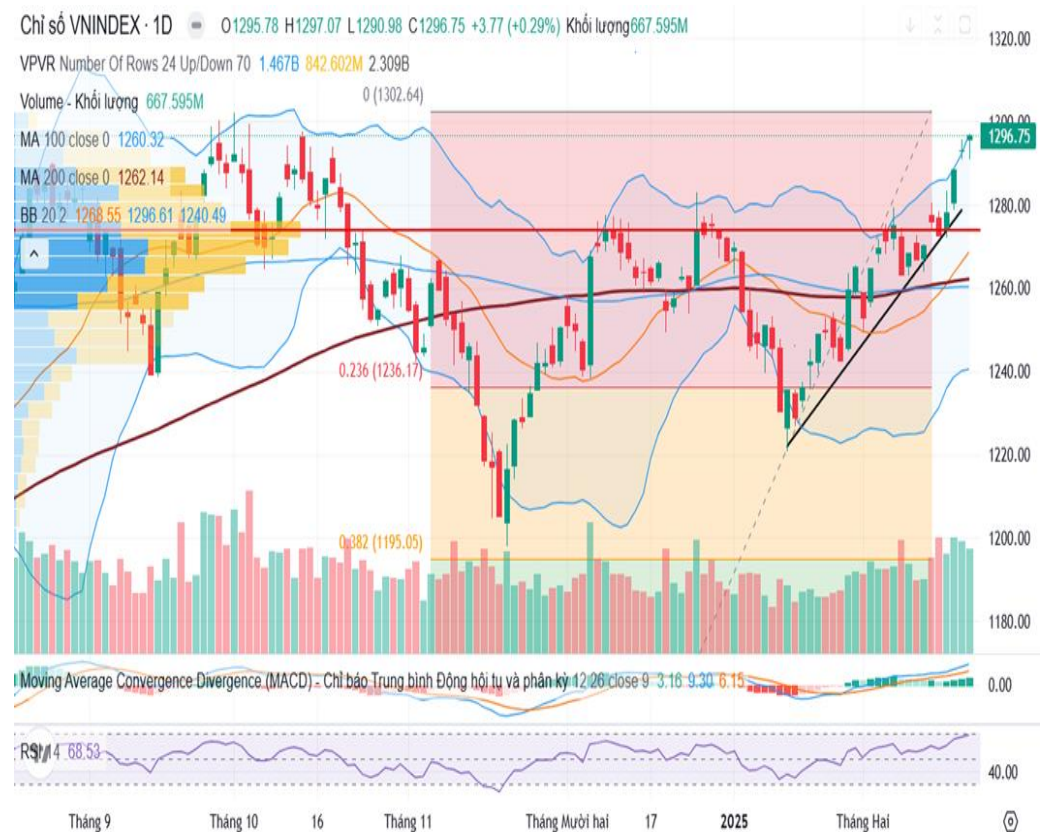 Chỉ số VNINDEX · 1D O1295.78 H1297.07 L1290.98 C1296.75 +3.77 (+0.29%) Khối lượng667.595M
VPVR Number Of Rows 24 Up/Down 70 1.467B 842.602M 2.309B
Volume - Khối lượng 667.595M
MA 100 close 0 1260.32
MA 200 close 0 1262.14
BB 20 2 1268.55 1296.61 1240.49
0 (1302.64)
0.236 (1236.17)
0.382 (1195.05)
1320.00
1296.75
1280.00
1260.00
1240.00
1220.00
1200.00
1180.00
Moving Average Convergence Divergence (MACD) - Chỉ báo Trung bình Động hội tụ và phân kỳ 12 26 close 9 3.16 9.30 6.15
0.00
RSI 14 68.53
40.00
Tháng 9 Tháng 10 16 Tháng 11 Tháng Mười hai 17 2025 Tháng Hai